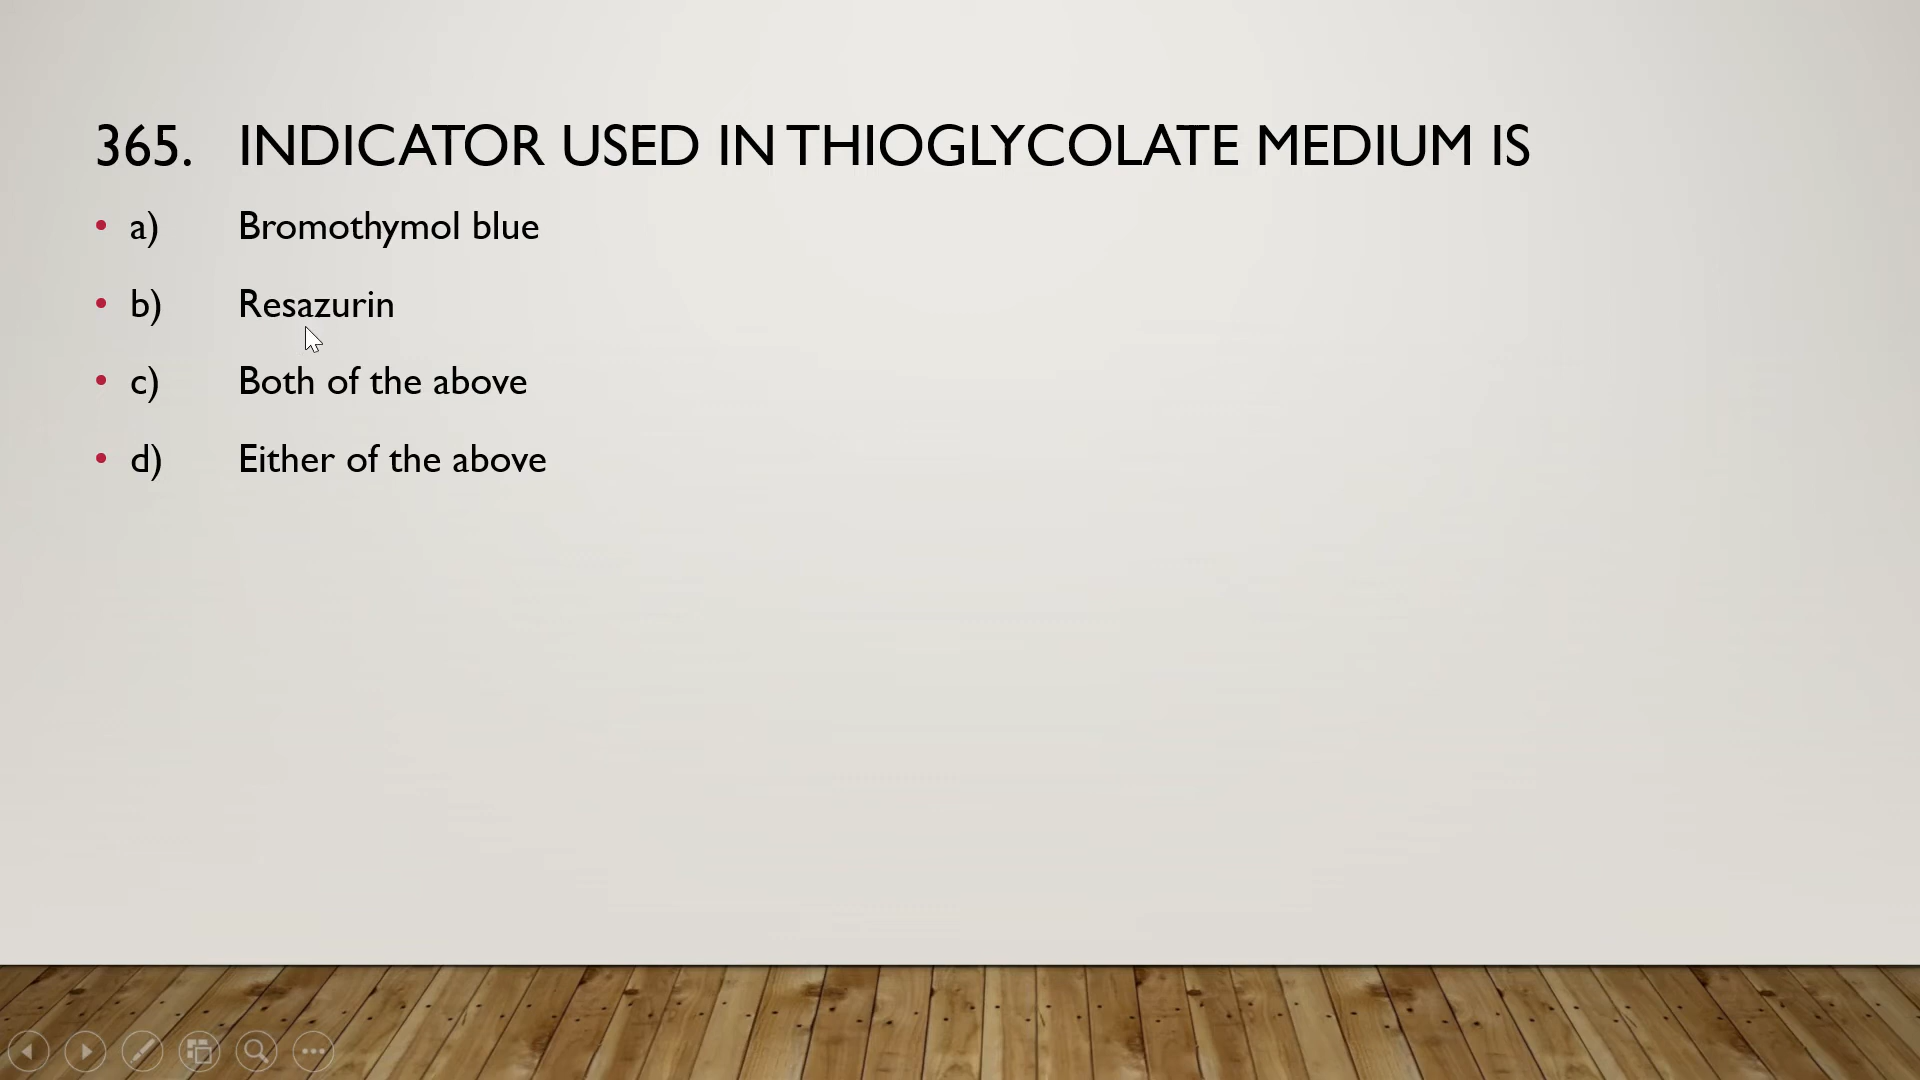 365. INDICATOR USED IN THIOGLYCOLATE MEDIUM IS
• a) Bromothymol blue
• b) Resazurin
• c) Both of the above
• d) Either of the above